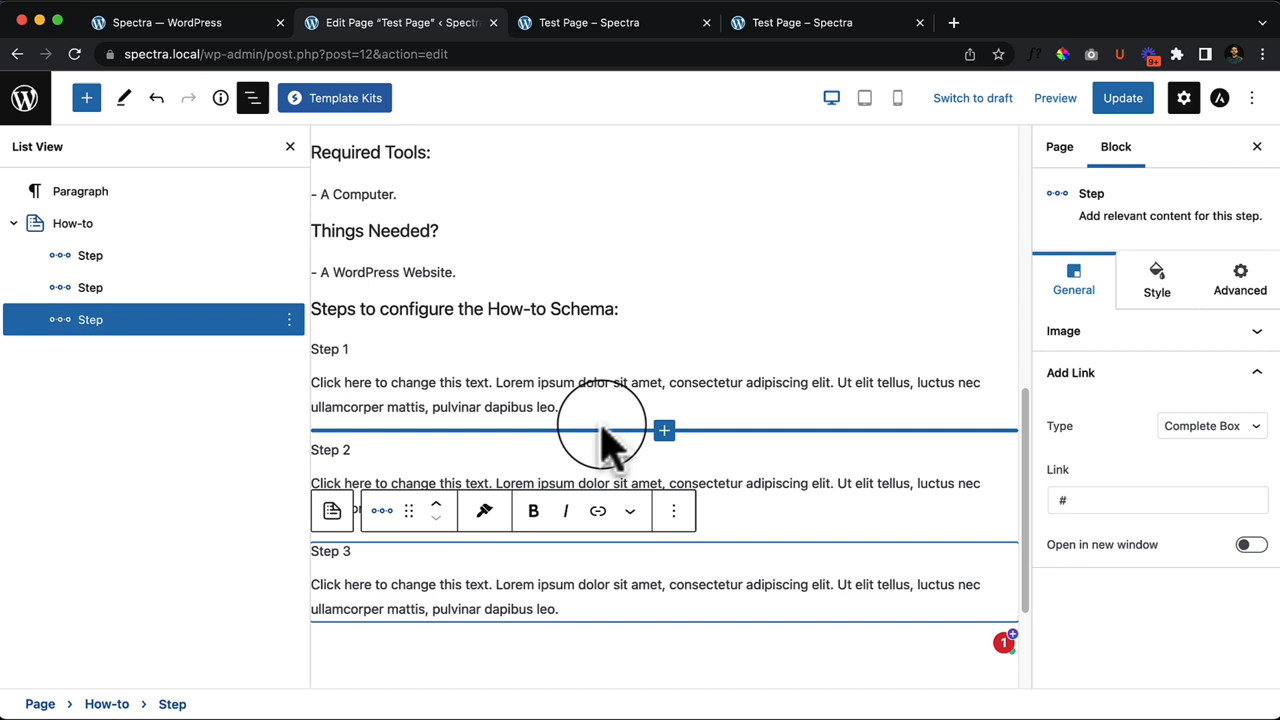 Spectra — WordPress
Edit Page “Test Page” ‹ Spectra
Test Page – Spectra
Test Page – Spectra
spectra.local/wp-admin/post.php?post=12&action=edit
9+
Template Kits
Switch to draft
Preview
Update
List View
Paragraph
How-to
Step
Step
Step
Required Tools:
- A Computer.
Things Needed?
- A WordPress Website.
Steps to configure the How-to Schema:
Step 1
Click here to change this text. Lorem ipsum dolor sit amet, consectetur adipiscing elit. Ut elit tellus, luctus nec
ullamcorper mattis, pulvinar dapibus leo.
Step 2
Click here to change this text. Lorem ipsum dolor sit amet, consectetur adipiscing elit. Ut elit tellus, luctus nec
B I
Step 3
Click here to change this text. Lorem ipsum dolor sit amet, consectetur adipiscing elit. Ut elit tellus, luctus nec
ullamcorper mattis, pulvinar dapibus leo.
1
Page
Block
Step
Add relevant content for this step.
General
Style
Advanced
Image
Add Link
Type
Complete Box
Link
#
Open in new window
Page › How-to › Step